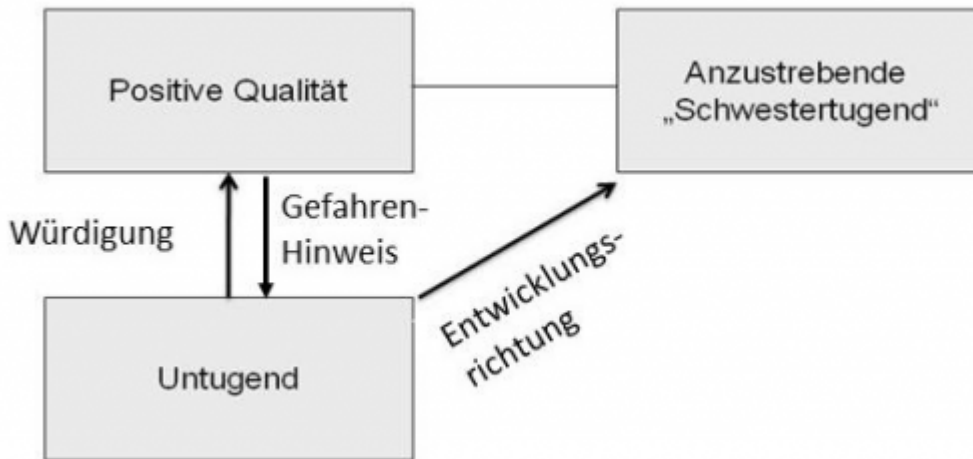 Positive Qualität
Anzustrebende
„Schwestertugend“
Würdigung
Gefahren-
Hinweis
Entwicklungs-
richtung
Untugend